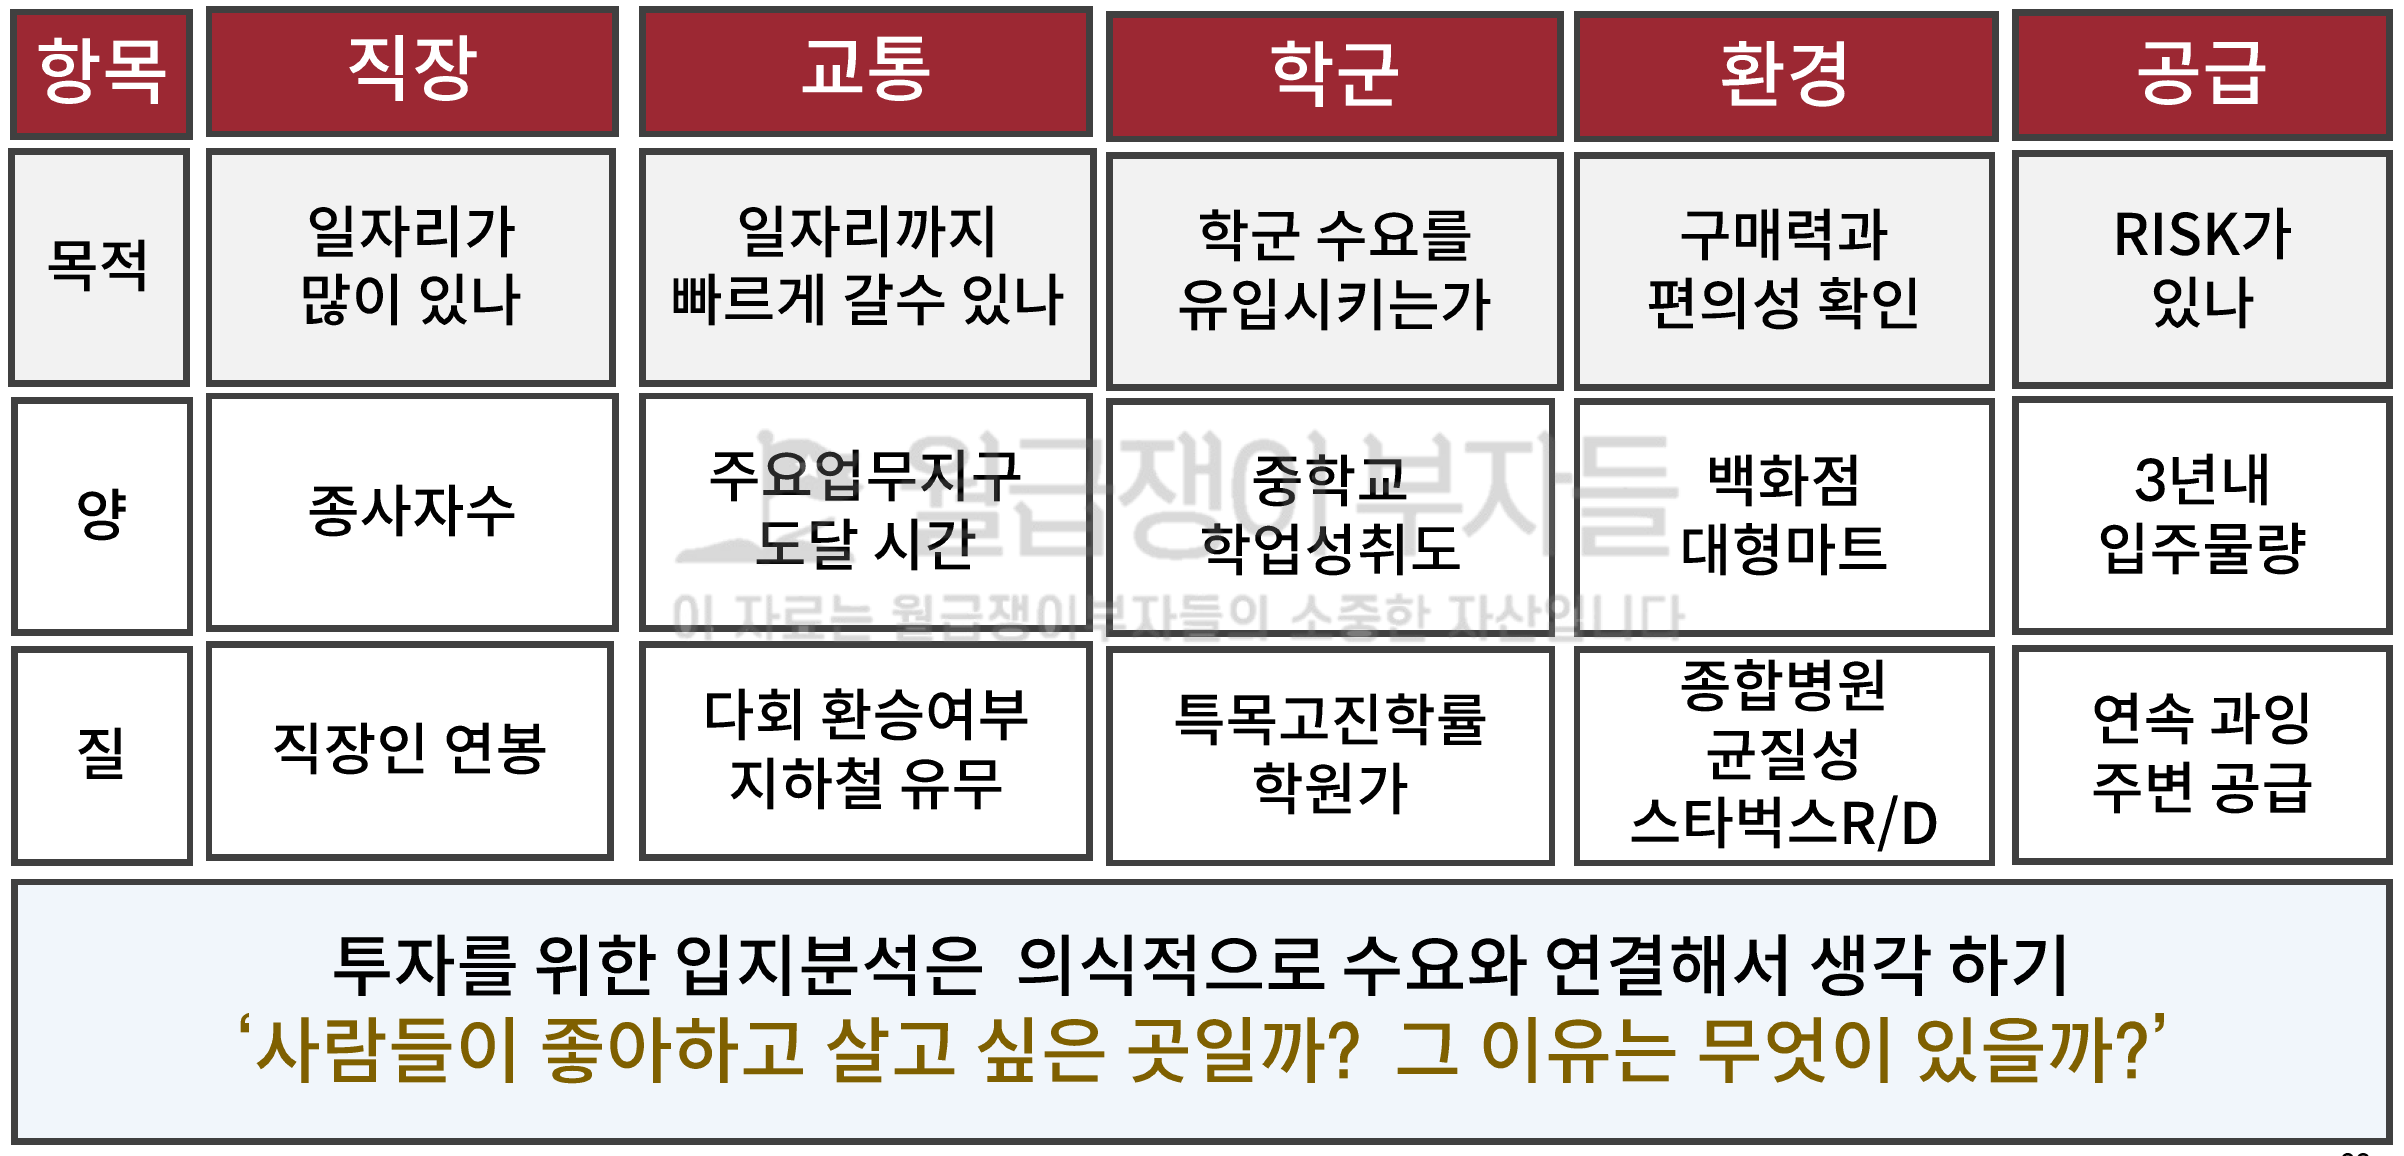 항목 직장 교통 학군 환경 공급
목적
일자리가
많이 있나
일자리까지
빠르게 갈수 있나
학군 수요를
유입시키는가
구매력과
편의성 확인
RISK가
있나
양
종사자수
주요업무지구
도달 시간
중학교
학업성취도
백화점
대형마트
3년내
입주물량
질
직장인 연봉
다회 환승여부
지하철 유무
특목고진학률
학원가
종합병원
균질성
스타벅스R/D
연속 과잉
주변 공급
월급쟁이 부자들
이 자료는 월급쟁이부자들의 소중한 자산입니다
투자를 위한 입지분석은 의식적으로 수요와 연결해서 생각 하기
‘사람들이 좋아하고 살고 싶은 곳일까? 그 이유는 무엇이 있을까?’